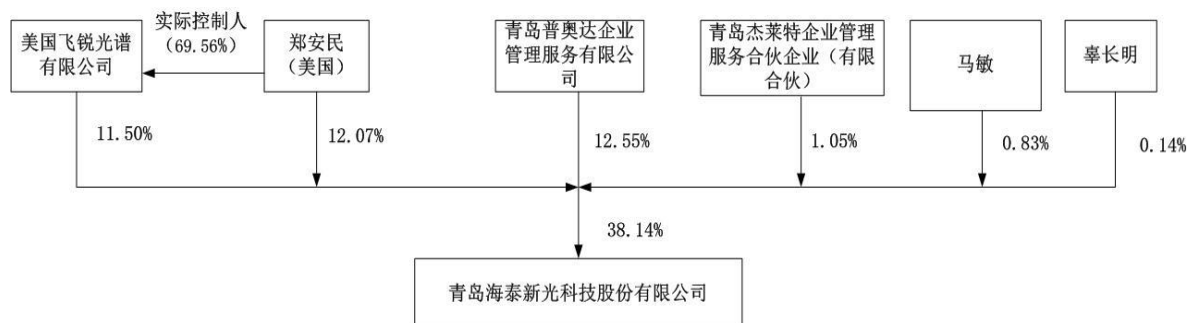 实际控制人
（69.56%）
美国飞锐光谱
有限公司
郑安民
（美国）
青岛普奥达企业
管理服务有限公
司
青岛杰莱特企业管理
服务合伙企业（有限
合伙）
马敏
辜长明
11.50%
12.07%
12.55%
1.05%
0.83%
0.14%
38.14%
青岛海泰新光科技股份有限公司